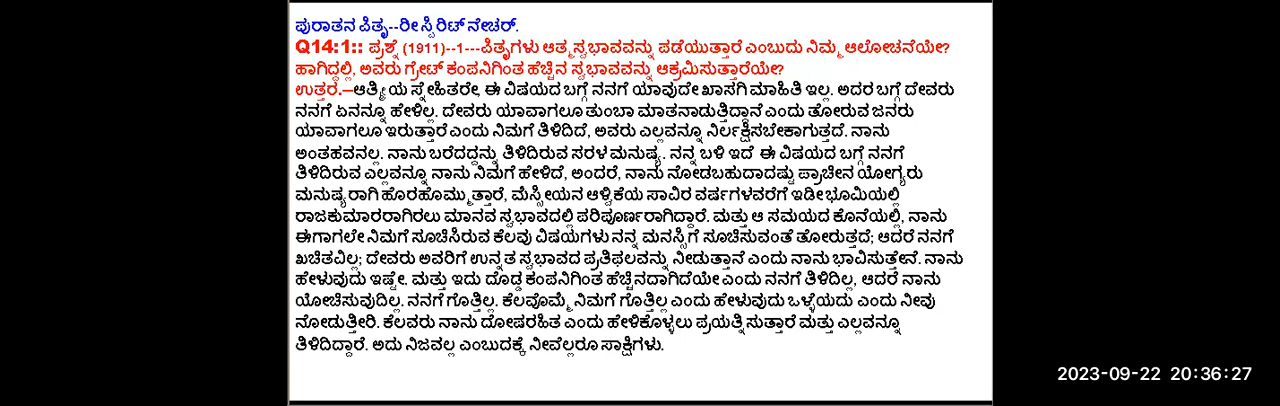 ಪುರಾತನ ಪಿತೃ--ರೀ ಸ್ಪಿರಿಟ್ ನೇಚರ್.
Q14:1:: ಪ್ರಶ್ನೆ (1911)--1---ಪಿತೃಗಳು ಆತ್ಮಸ್ವಭಾವವನ್ನು ಪಡೆಯುತ್ತಾರೆ ಎಂಬುದು ನಿಮ್ಮ ಆಲೋಚನೆಯೇ?
ಹಾಗಿದ್ದಲ್ಲಿ, ಅವರು ಗ್ರೇಟ್ ಕಂಪನಿಗಿಂತ ಹೆಚ್ಚಿನ ಸ್ವಭಾವವನ್ನು ಆಕ್ರಮಿಸುತ್ತಾರೆಯೇ?
ಉತ್ತರ.—ಆತ್ಮೀಯ ಸ್ನೇಹಿತರೇ, ಈ ವಿಷಯದ ಬಗ್ಗೆ ನನಗೆ ಯಾವುದೇ ಖಾಸಗಿ ಮಾಹಿತಿ ಇಲ್ಲ. ಅದರ ಬಗ್ಗೆ ದೇವರು
ನನಗೆ ಏನನ್ನೂ ಹೇಳಿಲ್ಲ. ದೇವರು ಯಾವಾಗಲೂ ತುಂಬಾ ಮಾತನಾಡುತ್ತಿದ್ದಾನೆ ಎಂದು ತೋರುವ ಜನರು
ಯಾವಾಗಲೂ ಇರುತ್ತಾರೆ ಎಂದು ನಿಮಗೆ ತಿಳಿದಿದೆ, ಅವರು ಎಲ್ಲವನ್ನೂ ನಿರ್ಲಕ್ಷಿಸಬೇಕಾಗುತ್ತದೆ. ನಾನು
ಅಂತಹವನಲ್ಲ. ನಾನು ಬರೆದದ್ದನ್ನು ತಿಳಿದಿರುವ ಸರಳ ಮನುಷ್ಯ. ನನ್ನ ಬಳಿ ಇದೆ ಈ ವಿಷಯದ ಬಗ್ಗೆ ನನಗೆ
ತಿಳಿದಿರುವ ಎಲ್ಲವನ್ನೂ ನಾನು ನಿಮಗೆ ಹೇಳಿದೆ, ಅಂದರೆ, ನಾನು ನೋಡಬಹುದಾದಷ್ಟು ಪ್ರಾಚೀನ ಯೋಗ್ಯರು
ಮನುಷ್ಯರಾಗಿ ಹೊರಹೊಮ್ಮುತ್ತಾರೆ, ಮೆಸ್ಸೀಯನ ಆಳ್ವಿಕೆಯ ಸಾವಿರ ವರ್ಷಗಳವರೆಗೆ ಇಡೀ ಭೂಮಿಯಲ್ಲಿ
ರಾಜಕುಮಾರರಾಗಿರಲು ಮಾನವ ಸ್ವಭಾವದಲ್ಲಿ ಪರಿಪೂರ್ಣರಾಗಿದ್ದಾರೆ. ಮತ್ತು ಆ ಸಮಯದ ಕೊನೆಯಲ್ಲಿ, ನಾನು
ಈಗಾಗಲೇ ನಿಮಗೆ ಸೂಚಿಸಿರುವ ಕೆಲವು ವಿಷಯಗಳು ನನ್ನ ಮನಸ್ಸಿಗೆ ಸೂಚಿಸುವಂತೆ ತೋರುತ್ತದೆ; ಆದರೆ ನನಗೆ
ಖಚಿತವಿಲ್ಲ; ದೇವರು ಅವರಿಗೆ ಉನ್ನತ ಸ್ವಭಾವದ ಪ್ರತಿಫಲವನ್ನು ನೀಡುತ್ತಾನೆ ಎಂದು ನಾನು ಭಾವಿಸುತ್ತೇನೆ. ನಾನು
ಹೇಳುವುದು ಇಷ್ಟೇ. ಮತ್ತು ಇದು ದೊಡ್ಡ ಕಂಪನಿಗಿಂತ ಹೆಚ್ಚಿನದಾಗಿದೆಯೇ ಎಂದು ನನಗೆ ತಿಳಿದಿಲ್ಲ, ಆದರೆ ನಾನು
ಯೋಚಿಸುವುದಿಲ್ಲ. ನನಗೆ ಗೊತ್ತಿಲ್ಲ. ಕೆಲವೊಮ್ಮೆ ನಿಮಗೆ ಗೊತ್ತಿಲ್ಲ ಎಂದು ಹೇಳುವುದು ಒಳ್ಳೆಯದು ಎಂದು ನೀವು
ನೋಡುತ್ತೀರಿ. ಕೆಲವರು ನಾನು ದೋಷರಹಿತ ಎಂದು ಹೇಳಿಕೊಳ್ಳಲು ಪ್ರಯತ್ನಿಸುತ್ತಾರೆ ಮತ್ತು ಎಲ್ಲವನ್ನೂ
ತಿಳಿದಿದ್ದಾರೆ. ಅದು ನಿಜವಲ್ಲ ಎಂಬುದಕ್ಕೆ ನೀವೆಲ್ಲರೂ ಸಾಕ್ಷಿಗಳು.
2023-09-22 20:36:27